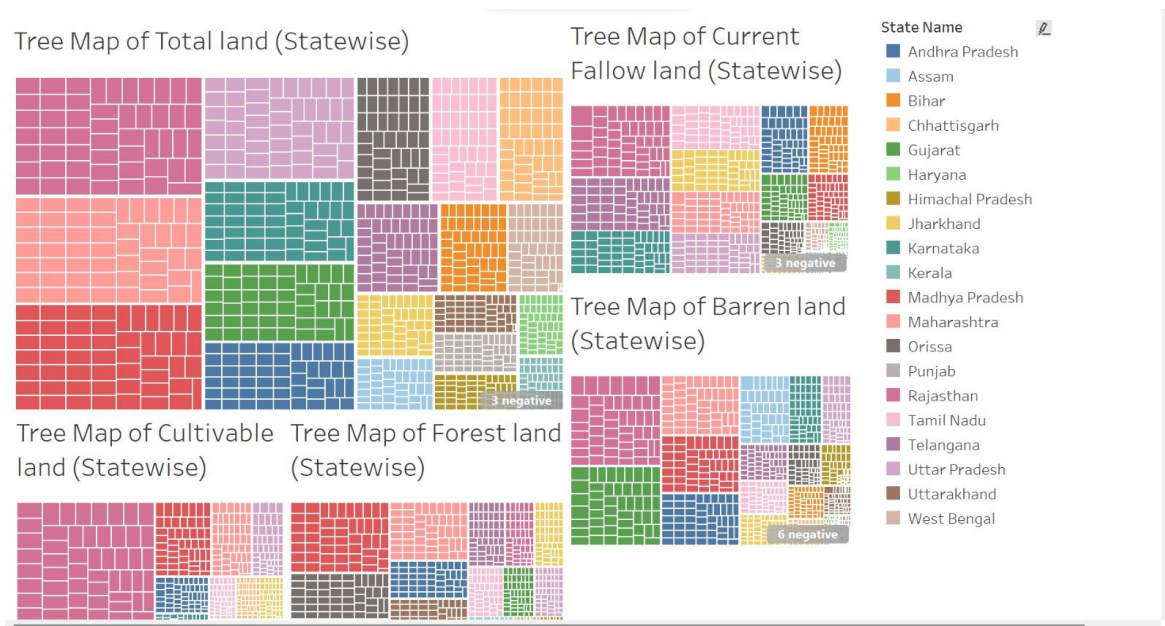 Tree Map of Total land (Statewise)
3 negative
Tree Map of Current
Fallow land (Statewise)
3 negative
Tree Map of Barren land
(Statewise)
6 negative
Tree Map of Cultivable
land (Statewise)
Tree Map of Forest land
(Statewise)
State Name
Andhra Pradesh
Assam
Bihar
Chhattisgarh
Gujarat
Haryana
Himachal Pradesh
Jharkhand
Karnataka
Kerala
Madhya Pradesh
Maharashtra
Orissa
Punjab
Rajasthan
Tamil Nadu
Telangana
Uttar Pradesh
Uttarakhand
West Bengal